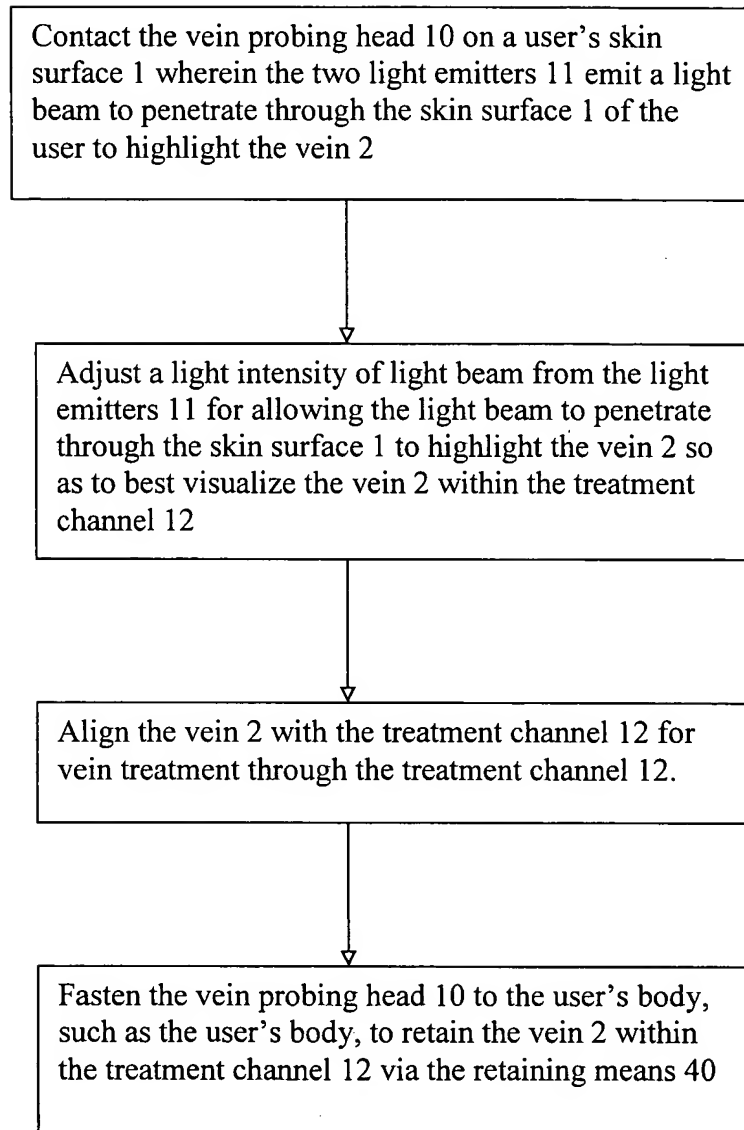 Contact the vein probing head 10 on a user's skin
surface 1 wherein the two light emitters 11 emit a light
beam to penetrate through the skin surface 1 of the
user to highlight the vein 2
Adjust a light intensity of light beam from the light
emitters 11 for allowing the light beam to penetrate
through the skin surface 1 to highlight the vein 2 so
as to best visualize the vein 2 within the treatment
channel 12
Align the vein 2 with the treatment channel 12 for
vein treatment through the treatment channel 12.
Fasten the vein probing head 10 to the user's body,
such as the user's body, to retain the vein 2 within
the treatment channel 12 via the retaining means 40